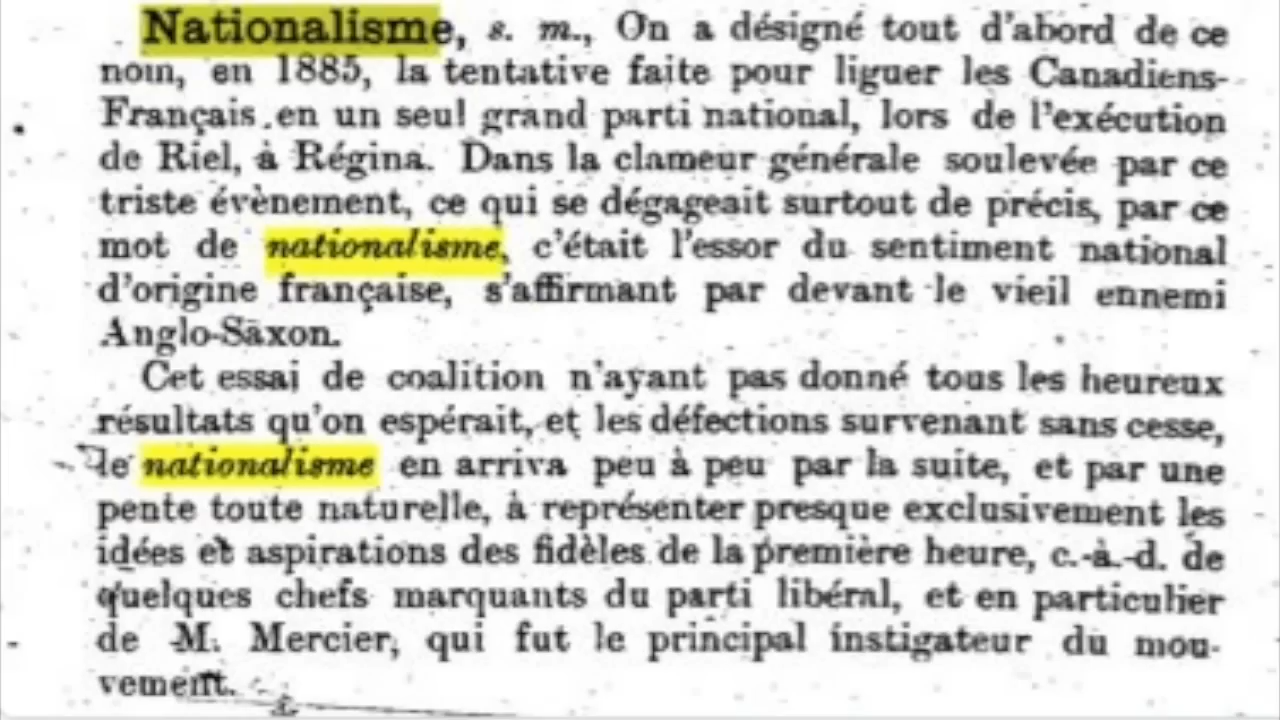 Nationalisme, s. m., On a désigné tout d'abord de ce
nom, en 1885, la tentative faite pour liguer les Canadiens-
Français en un seul grand parti national, lors de l'exécution
de Riel, à Régina. Dans la clameur générale soulevée par ce
triste évènement, ce qui se dégageait surtout de précis, par ce
mot de nationalisme, c'était l'essor du sentiment national
d'origine française, s'affirmant par devant le vieil ennemi
Anglo-Saxon.
Cet essai de coalition n'ayant pas donné tous les heureux
résultats qu'on espérait, et les défections survenant sans cesse,
le nationalisme en arriva peu à peu par la suite, et par une
pente toute naturelle, à représenter presque exclusivement les
idées et aspirations des fidèles de la première heure, c.-à.-d. de
quelques chefs marquants du parti libéral, et en particulier
de M. Mercier, qui fut le principal instigateur du mou-
vement.